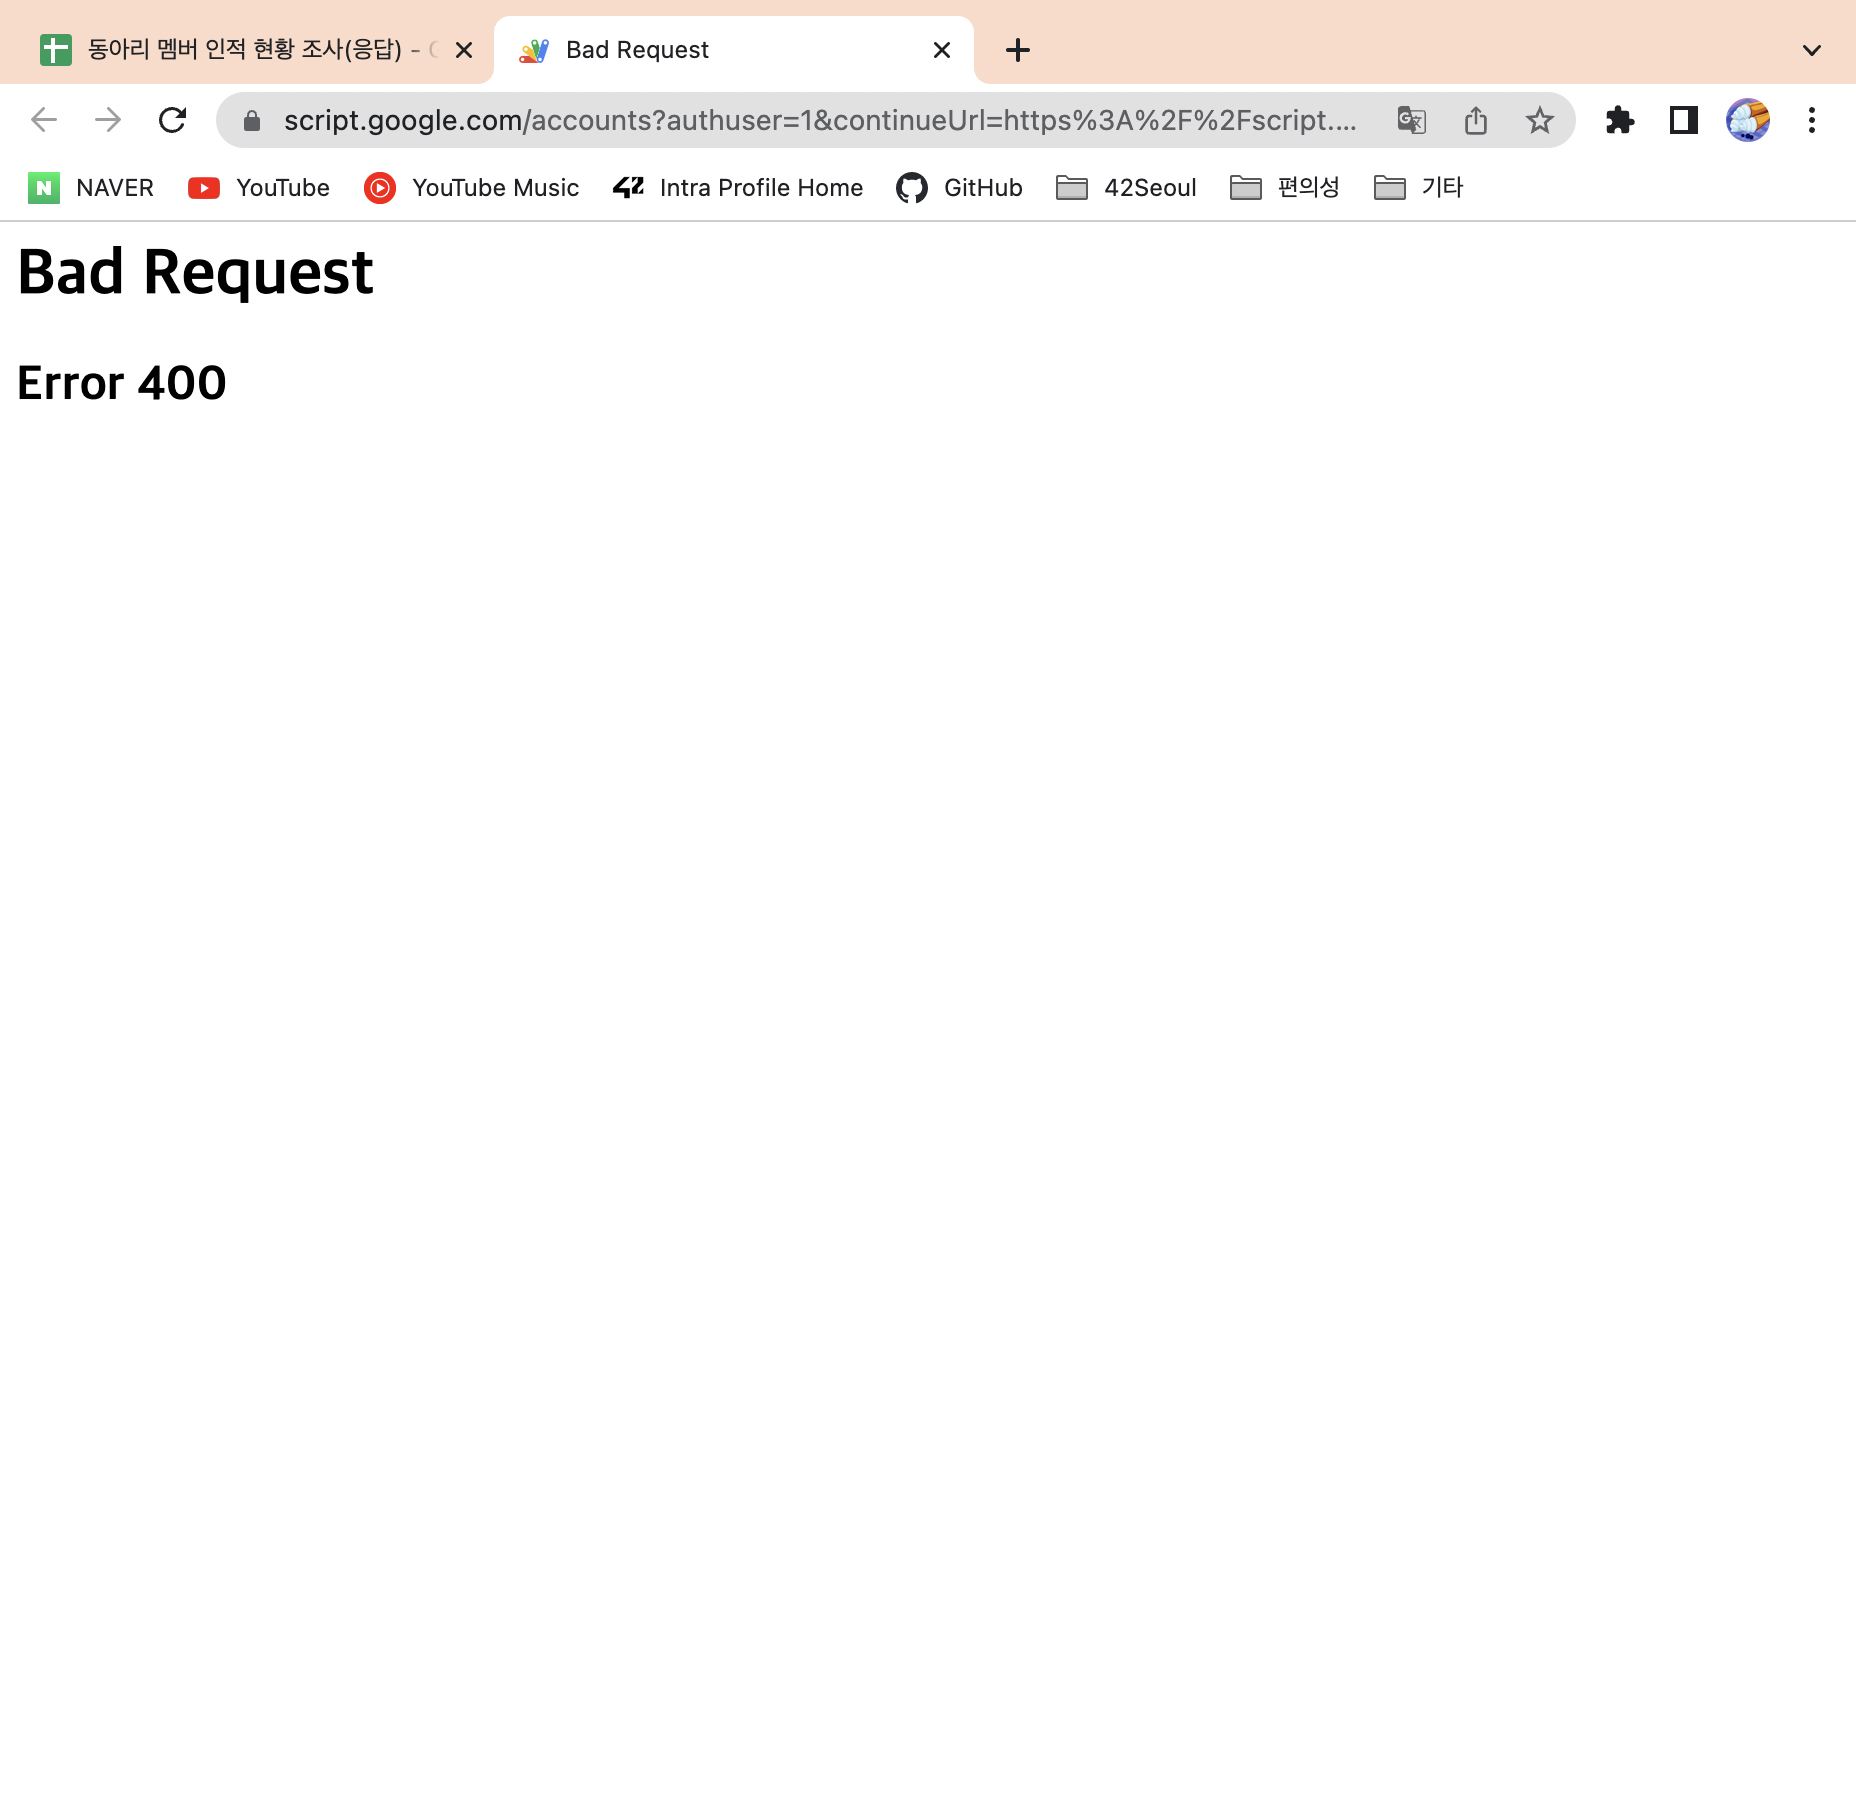 동아리 멤버 인적 현황 조사(응답) -
Bad Request
script.google.com/accounts?authuser=1&continueUrl=https%3A%2F%2Fscript....
NAVER
YouTube
YouTube Music
Intra Profile Home
GitHub
42Seoul
편의성
기타
Bad Request
Error 400